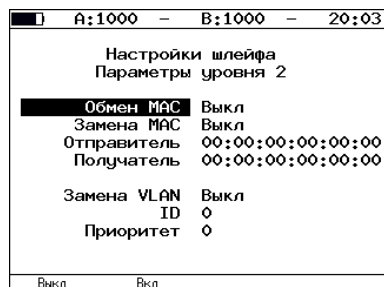 A:1000 – B:1000 – 20:03
Настройки шлейфа
Параметры уровня 2
Обмен MAC Выкл
Замена MAC Выкл
Отправитель 00:00:00:00:00:00
Получатель 00:00:00:00:00:00
Замена VLAN Выкл
ID 0
Приоритет 0
Выкл Вкл